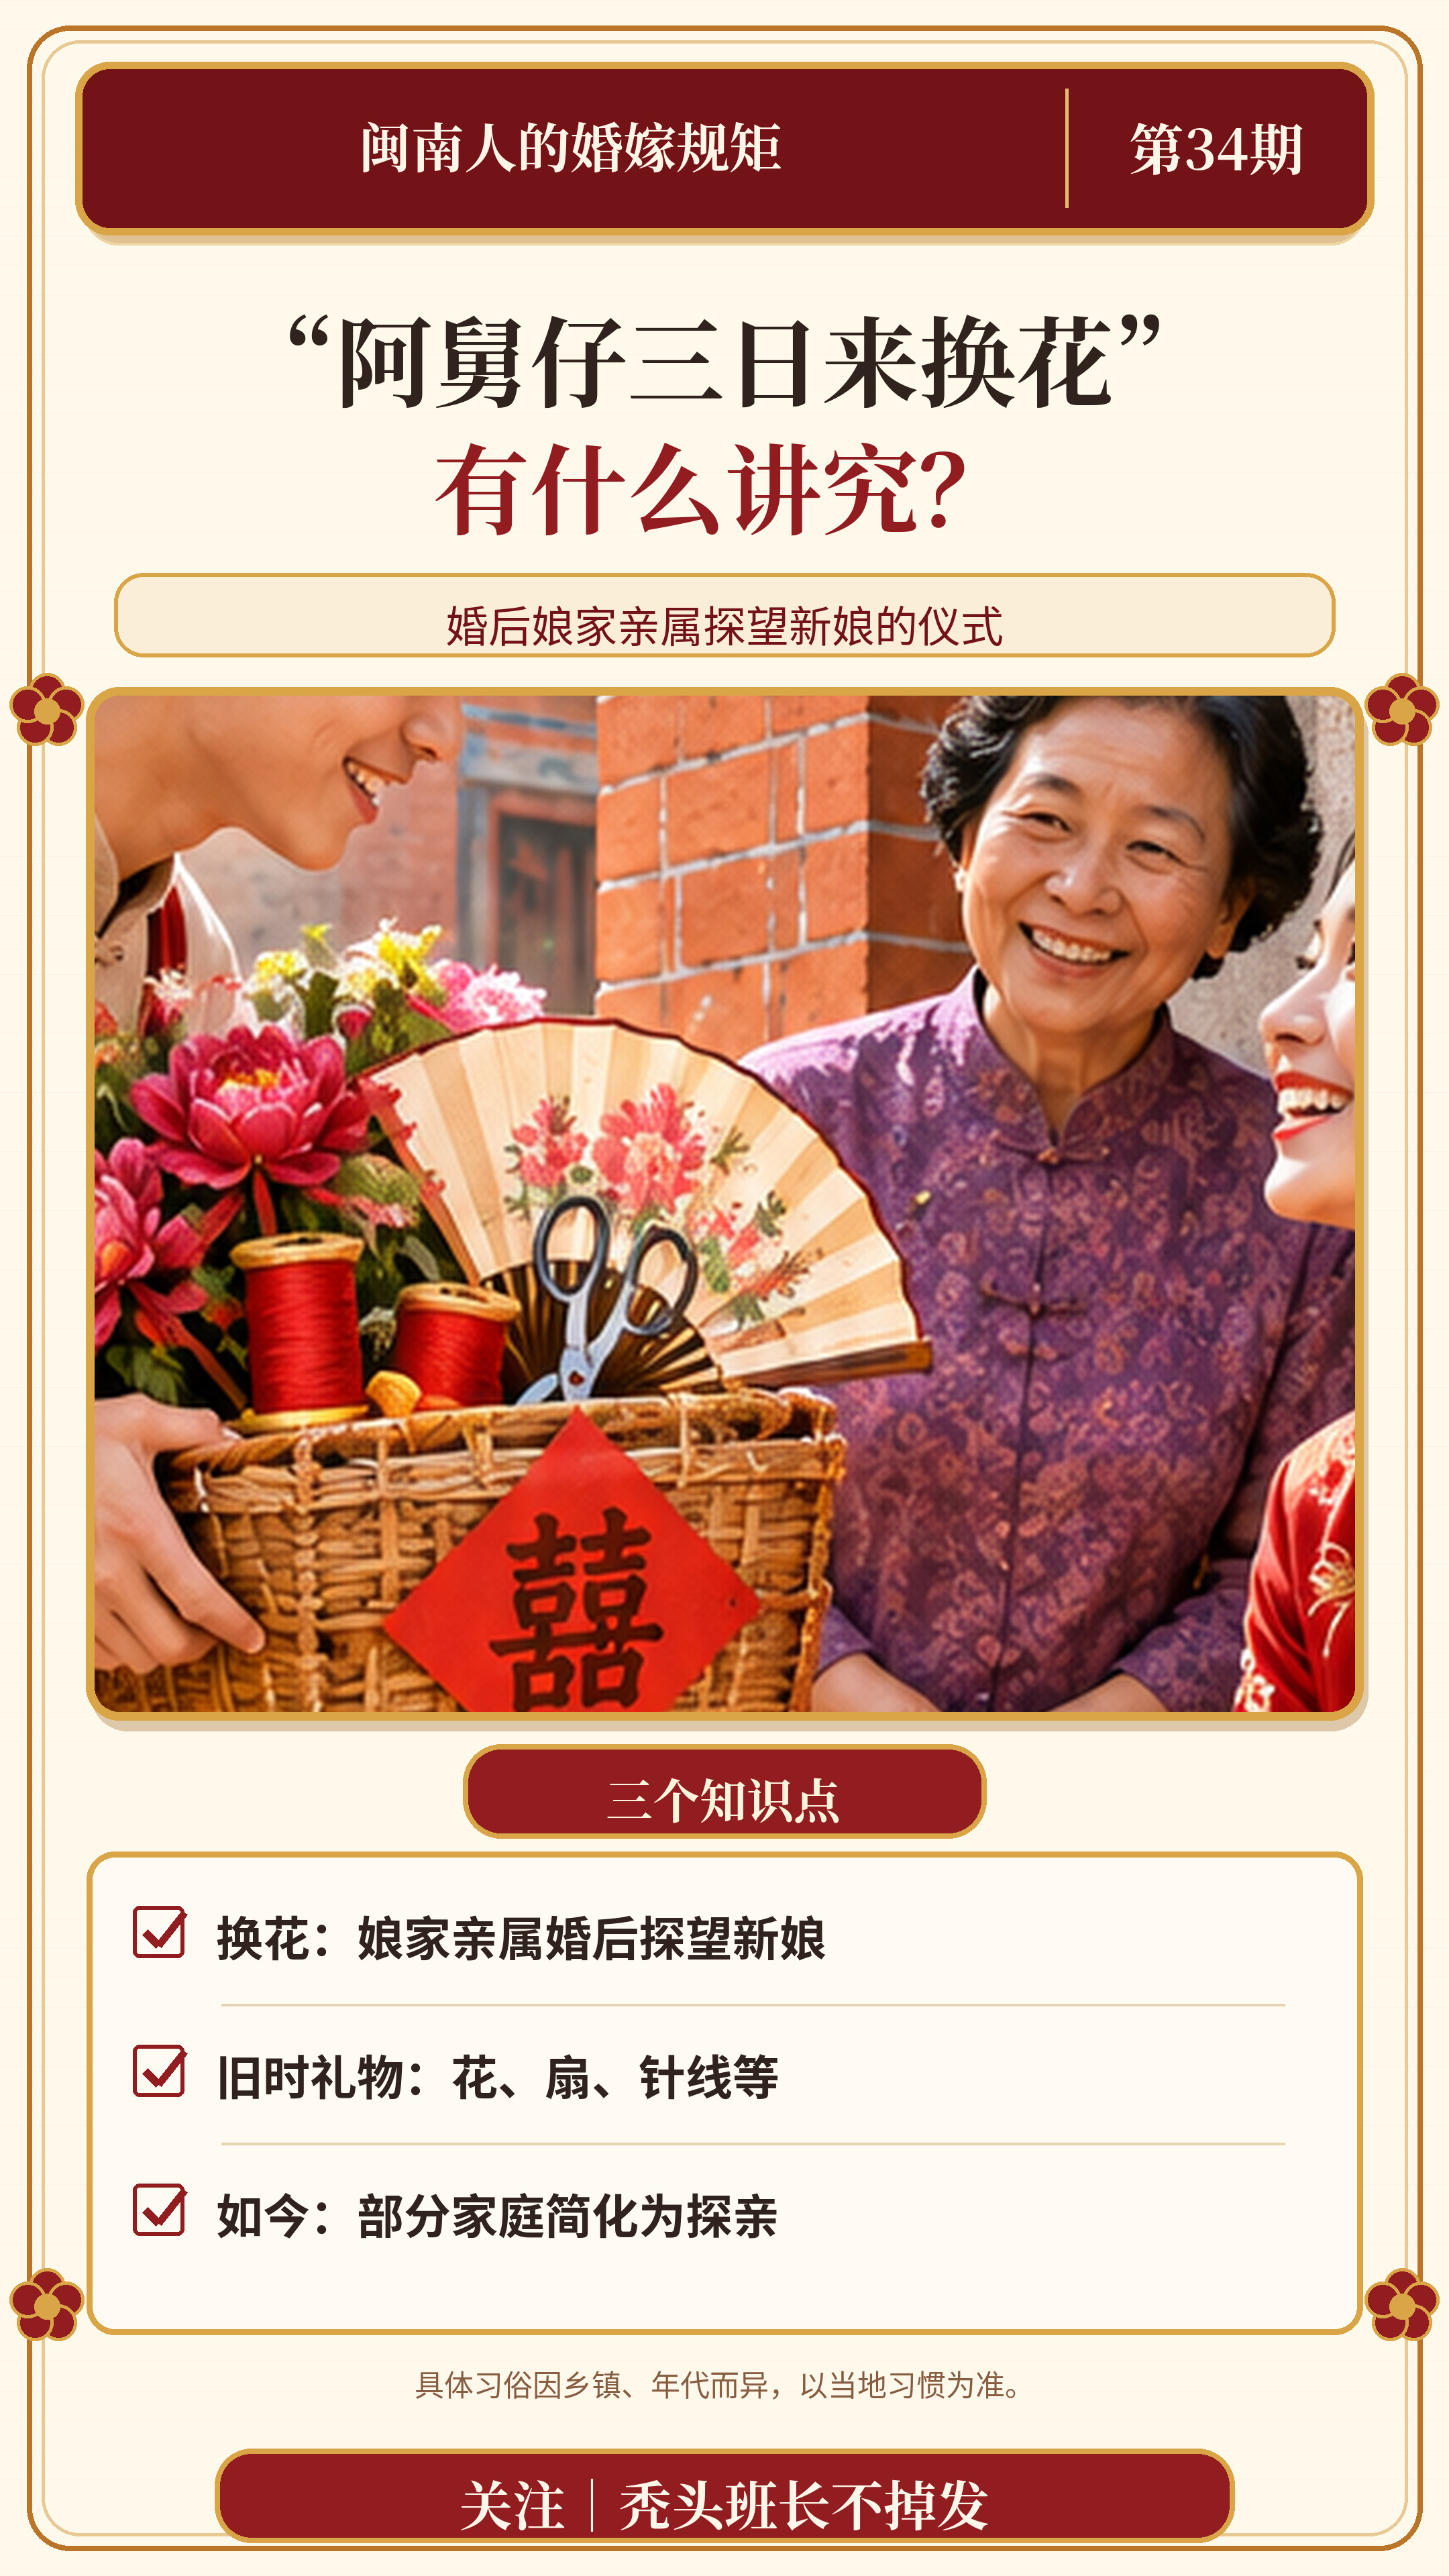 闽南人的婚嫁规矩
第34期
“阿舅仔三日来换花”
有什么讲究？
婚后娘家亲属探望新娘的仪式
囍
三个知识点
换花：娘家亲属婚后探望新娘
旧时礼物：花、扇、针线等
如今：部分家庭简化为探亲
具体习俗因乡镇、年代而异，以当地习惯为准。
关注｜秃头班长不掉发